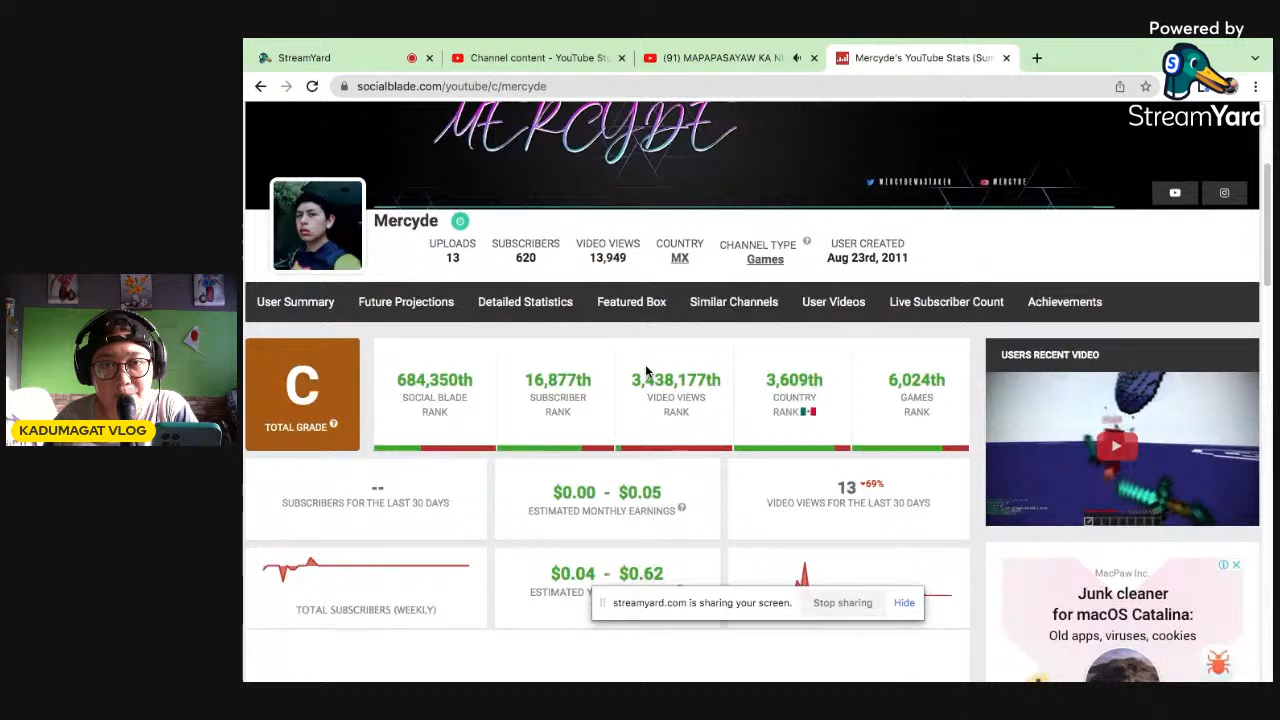 Powered by
StreamYard
StreamYard
Channel content - YouTube Stu
(91) MAPAPASAYAW KA NI
Mercyde's YouTube Stats (Sum
socialblade.com/youtube/c/mercyde
MERCYDE
MERCYDEWASTAKEN
MERCYDE
Mercyde
UPLOADS
13
SUBSCRIBERS
620
VIDEO VIEWS
13,949
COUNTRY
MX
CHANNEL TYPE
Games
USER CREATED
Aug 23rd, 2011
User Summary
Future Projections
Detailed Statistics
Featured Box
Similar Channels
User Videos
Live Subscriber Count
Achievements
C
TOTAL GRADE
684,350th
SOCIAL BLADE
RANK
16,877th
SUBSCRIBER
RANK
3,438,177th
VIDEO VIEWS
RANK
3,609th
COUNTRY
RANK
6,024th
GAMES
RANK
USERS RECENT VIDEO
--
SUBSCRIBERS FOR THE LAST 30 DAYS
$0.00 - $0.05
ESTIMATED MONTHLY EARNINGS
13 69%
VIDEO VIEWS FOR THE LAST 30 DAYS
TOTAL SUBSCRIBERS (WEEKLY)
$0.04 - $0.62
ESTIMATED Y
streamyard.com is sharing your screen.
Stop sharing
Hide
MacPaw Inc.
Junk cleaner
for macOS Catalina:
Old apps, viruses, cookies
KADUMAGAT VLOG